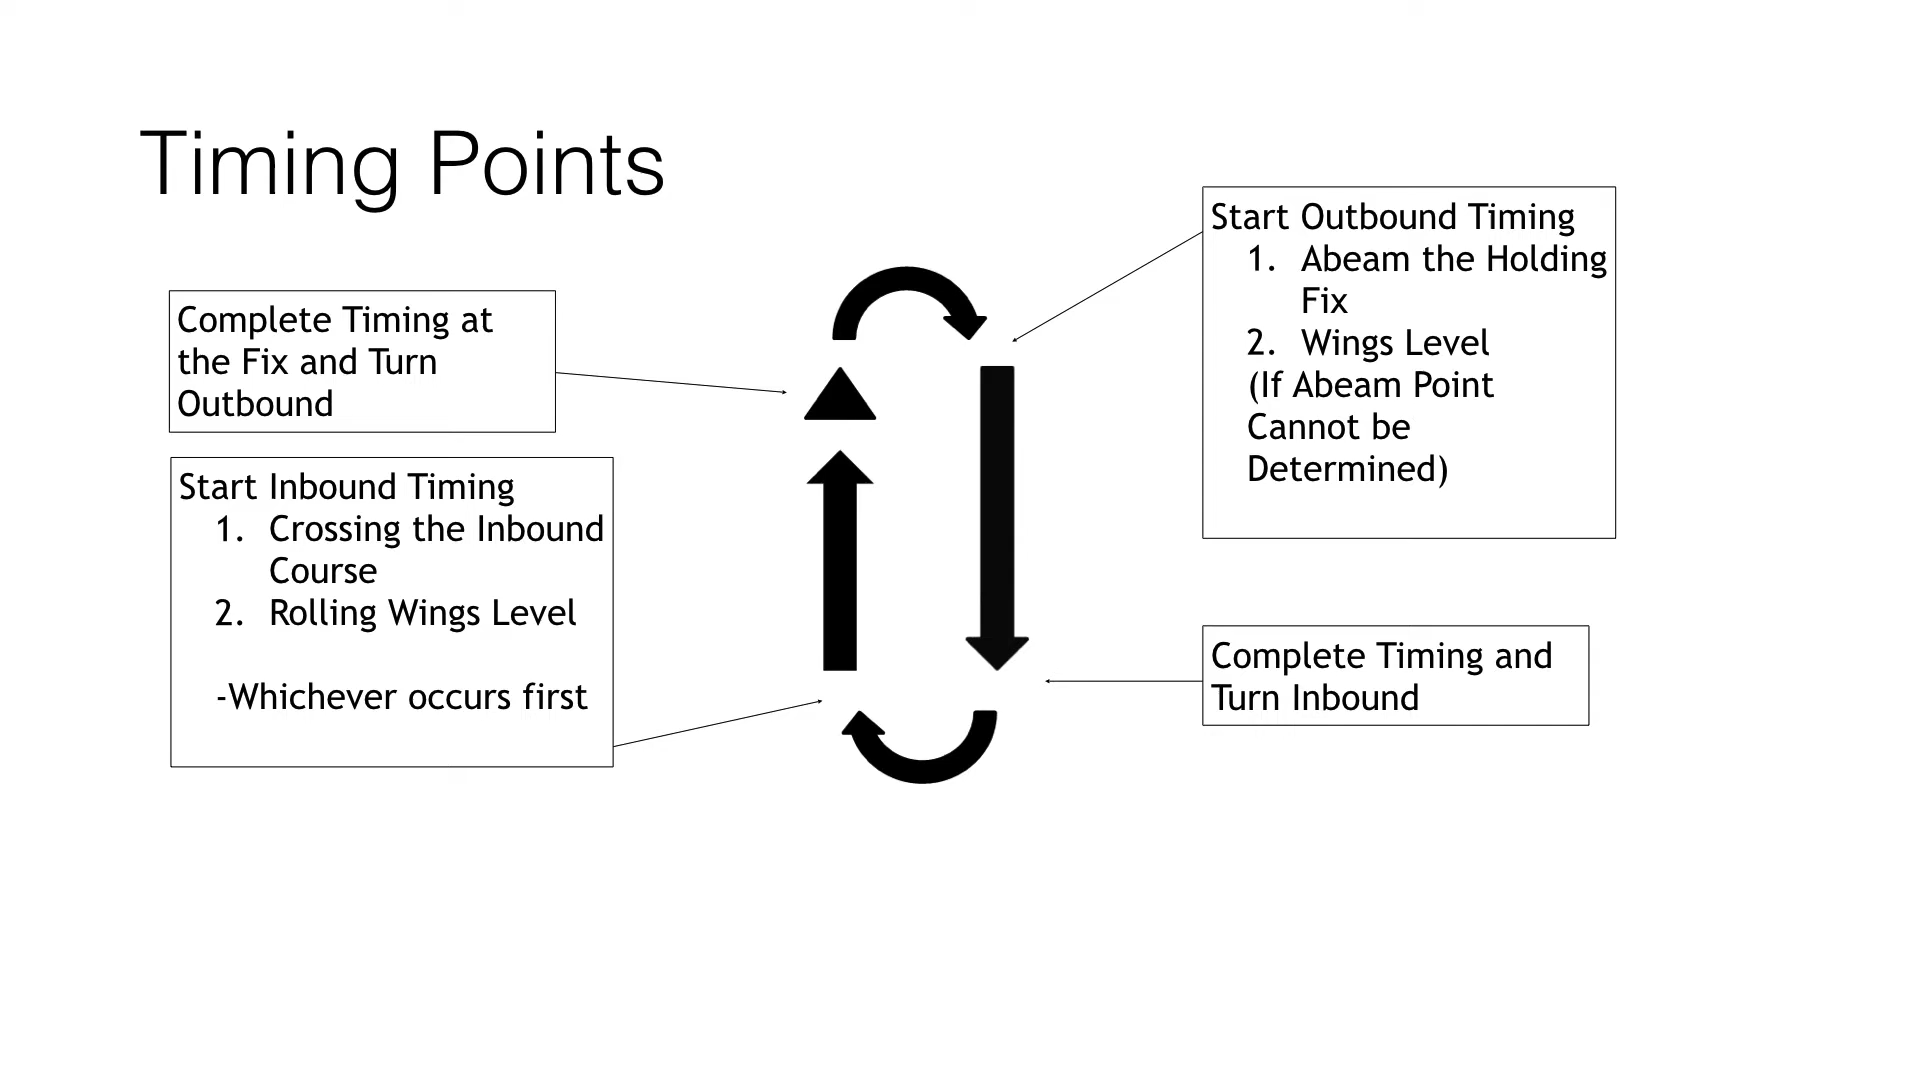 Timing Points
Complete Timing at
the Fix and Turn
Outbound
Start Inbound Timing
1. Crossing the Inbound
Course
2. Rolling Wings Level
-Whichever occurs first
Start Outbound Timing
1. Abeam the Holding
Fix
2. Wings Level
(If Abeam Point
Cannot be
Determined)
Complete Timing and
Turn Inbound